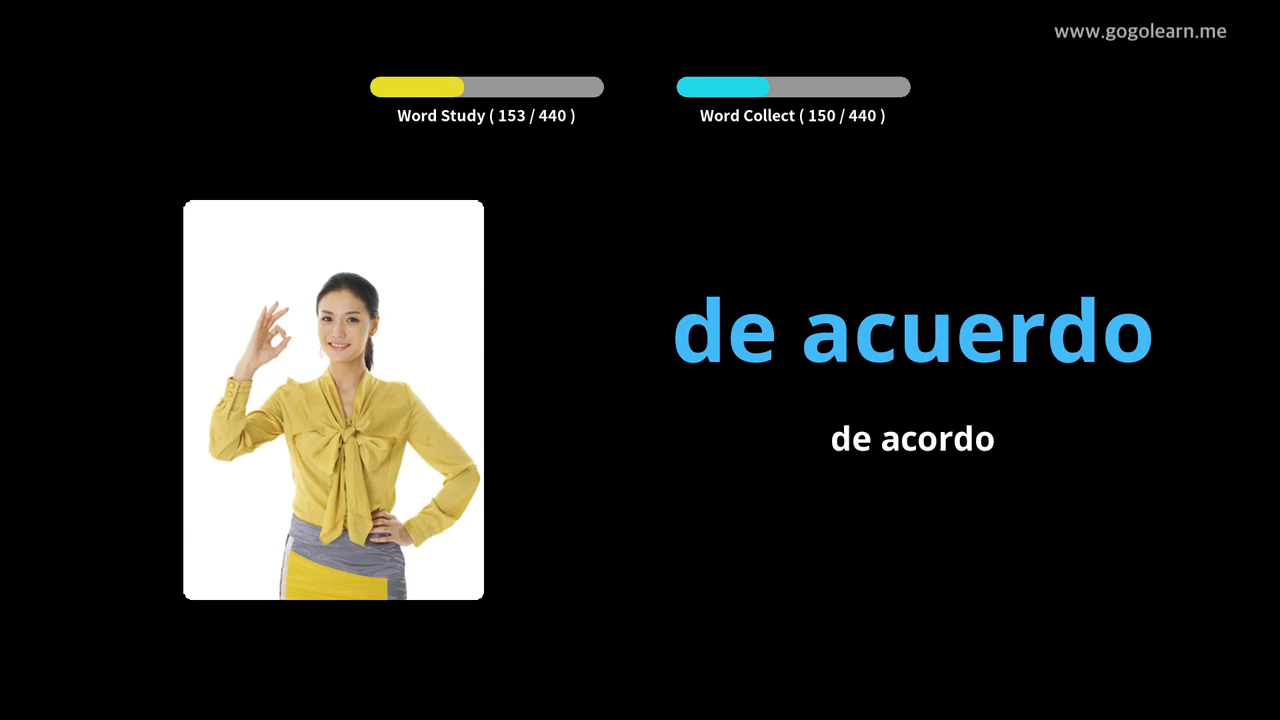 www.gogolearn.me
Word Study ( 153 / 440 )
Word Collect ( 150 / 440 )
de acuerdo
de acordo